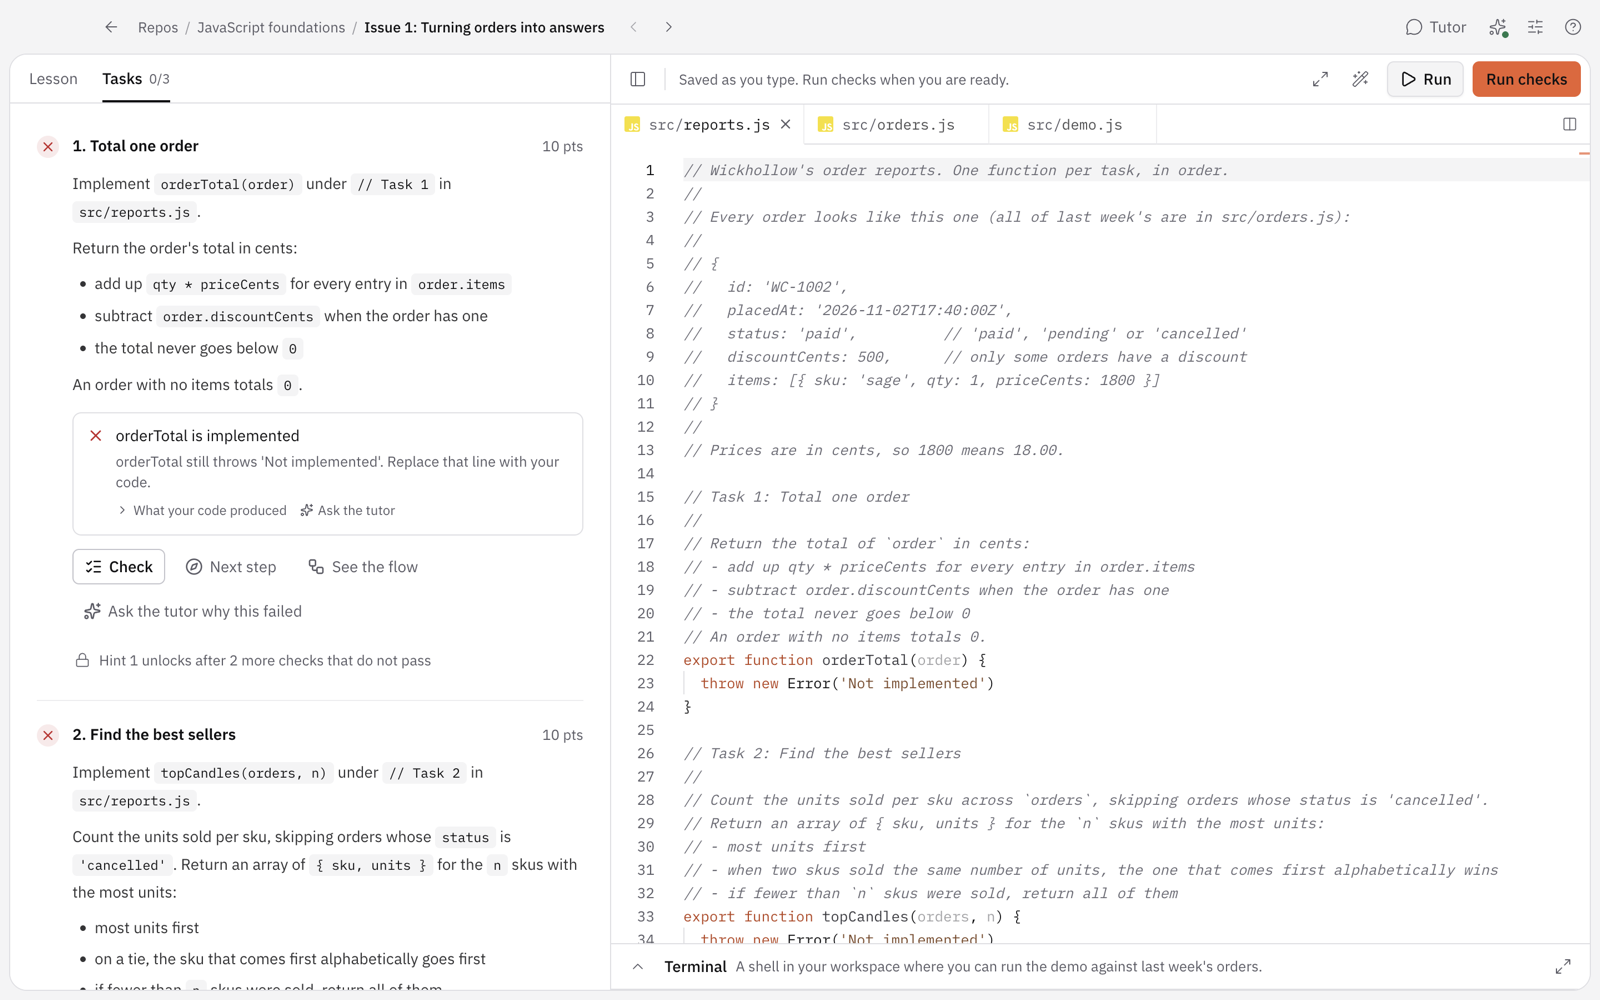 Repos / JavaScript foundations / Issue 1: Turning orders into answers
Tutor
Lesson
Tasks 0/3
1. Total one order
10 pts
Implement orderTotal(order) under // Task 1 in
src/reports.js.
Return the order's total in cents:
• add up qty * priceCents for every entry in order.items
• subtract order.discountCents when the order has one
• the total never goes below 0
An order with no items totals 0.
orderTotal is implemented
orderTotal still throws 'Not implemented'. Replace that line with your
code.
What your code produced
Ask the tutor
Check
Next step
See the flow
Ask the tutor why this failed
Hint 1 unlocks after 2 more checks that do not pass
2. Find the best sellers
10 pts
Implement topCandles(orders, n) under // Task 2 in
src/reports.js.
Count the units sold per sku, skipping orders whose status is
'cancelled'. Return an array of { sku, units } for the n skus with
the most units:
• most units first
• on a tie, the sku that comes first alphabetically goes first
• if fewer than n skus were sold, return all of them
Saved as you type. Run checks when you are ready.
Run
Run checks
JS src/reports.js
JS src/orders.js
JS src/demo.js
1 // Wickhollow's order reports. One function per task, in order.
2 //
3 // Every order looks like this one (all of last week's are in src/orders.js):
4 //
5 // {
6 //   id: 'WC-1002',
7 //   placedAt: '2026-11-02T17:40:00Z',
8 //   status: 'paid',          // 'paid', 'pending' or 'cancelled'
9 //   discountCents: 500,      // only some orders have a discount
10 //   items: [{ sku: 'sage', qty: 1, priceCents: 1800 }]
11 // }
12 //
13 // Prices are in cents, so 1800 means 18.00.
14
15 // Task 1: Total one order
16 //
17 // Return the total of `order` in cents:
18 // - add up qty * priceCents for every entry in order.items
19 // - subtract order.discountCents when the order has one
20 // - the total never goes below 0
21 // An order with no items totals 0.
22 export function orderTotal(order) {
23   throw new Error('Not implemented')
24 }
25
26 // Task 2: Find the best sellers
27 //
28 // Count the units sold per sku across `orders`, skipping orders whose status is 'cancelled'.
29 // Return an array of { sku, units } for the `n` skus with the most units:
30 // - most units first
31 // - when two skus sold the same number of units, the one that comes first alphabetically wins
32 // - if fewer than `n` skus were sold, return all of them
33 export function topCandles(orders, n) {
34   throw new Error('Not implemented')
Terminal A shell in your workspace where you can run the demo against last week's orders.